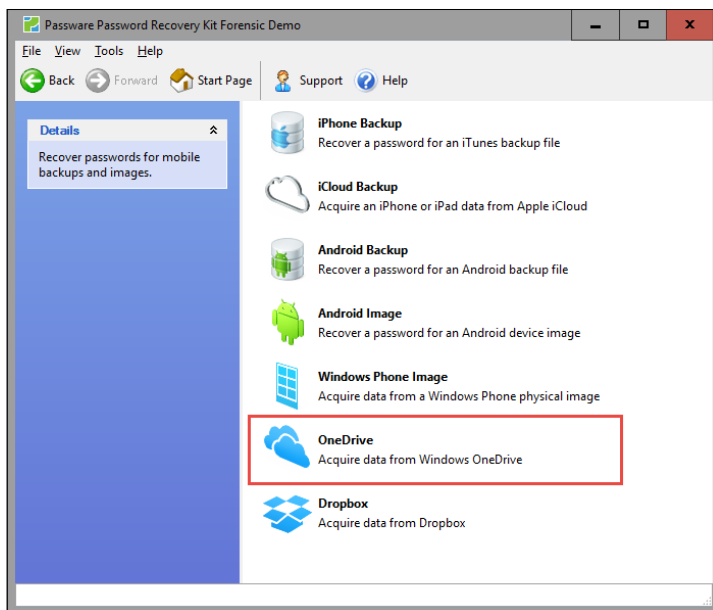 Passware Password Recovery Kit Forensic Demo
File View Tools Help
Back Forward Start Page Support Help
Details
Recover passwords for mobile
backups and images.
iPhone Backup
Recover a password for an iTunes backup file
iCloud Backup
Acquire an iPhone or iPad data from Apple iCloud
Android Backup
Recover a password for an Android backup file
Android Image
Recover a password for an Android device image
Windows Phone Image
Acquire data from a Windows Phone physical image
OneDrive
Acquire data from Windows OneDrive
Dropbox
Acquire data from Dropbox